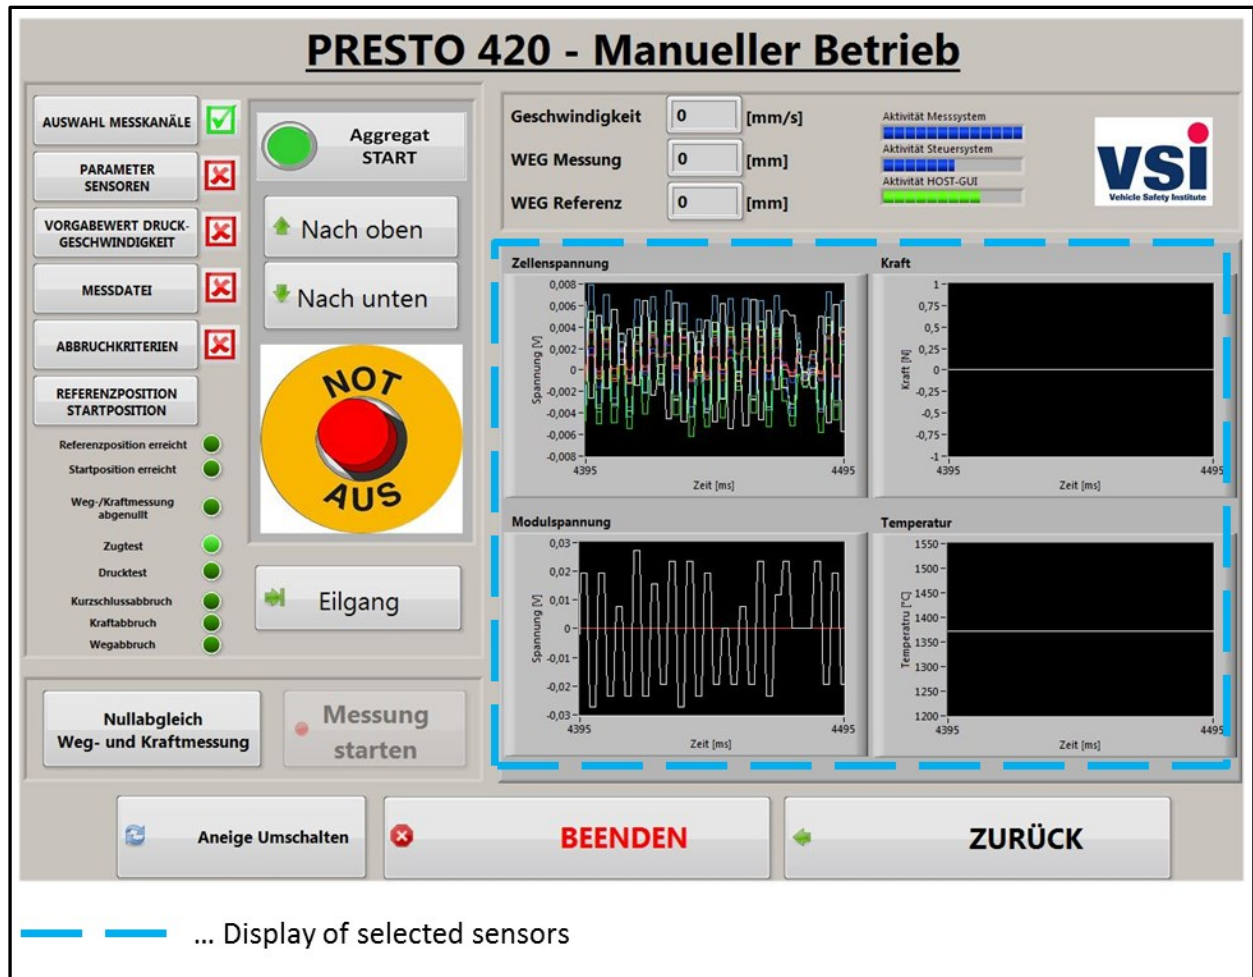 PRESTO 420 - Manueller Betrieb
AUSWAHL MESSKANÄLE
PARAMETER
SENSOREN
VORGABEWERT DRUCK-
GESCHWINDIGKEIT
MESSDATEI
ABBRUCHKRITERIEN
REFERENZPOSITION
STARTPOSITION
Referenzposition erreicht
Startposition erreicht
Weg-/Kraftmessung
abgenullt
Zugtest
Drucktest
Kurzschlussabbruch
Kraftabbruch
Wegabbruch
Aggregat
START
Nach oben
Nach unten
NOT
AUS
Eilgang
Nullabgleich
Weg- und Kraftmessung
Messung
starten
Geschwindigkeit 0 [mm/s]
WEG Messung 0 [mm]
WEG Referenz 0 [mm]
Aktivität Messsystem
Aktivität Steuersystem
Aktivität HOST-GUI
vsi
Vehicle Safety Institute
Zellenspannung
Spannung [V]
0,008
0,006
0,004
0,002
0
-0,002
-0,004
-0,006
-0,008
4395 4495
Zeit [ms]
Kraft
Kraft [N]
1
0,75
0,5
0,25
0
-0,25
-0,5
-0,75
-1
4395 4495
Zeit [ms]
Modulspannung
Spannung [V]
0,03
0,02
0,01
0
-0,01
-0,02
-0,03
4395 4495
Zeit [ms]
Temperatur
Temperatru [°C]
1550
1500
1450
1400
1350
1300
1250
1200
4395 4495
Zeit [ms]
Aneige Umschalten
BEENDEN
ZURÜCK
... Display of selected sensors